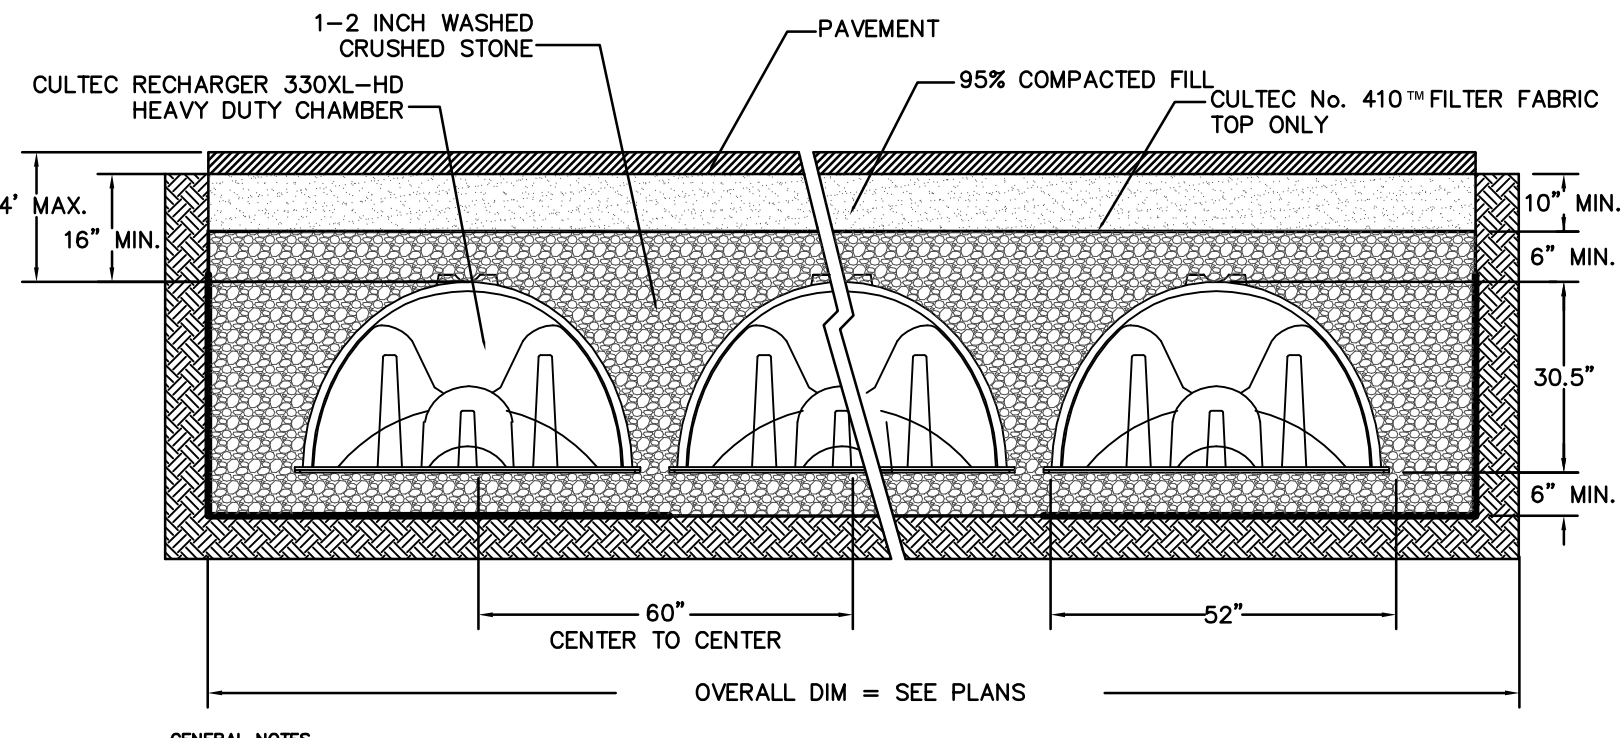 1-2 INCH WASHED
CRUSHED STONE
PAVEMENT
CULTEC RECHARGER 330XL-HD
HEAVY DUTY CHAMBER
95% COMPACTED FILL
CULTEC No. 410™ FILTER FABRIC
TOP ONLY
4' MAX.
16" MIN.
10" MIN.
6" MIN.
30.5"
6" MIN.
60"
CENTER TO CENTER
52"
OVERALL DIM = SEE PLANS
GENERAL NOTES